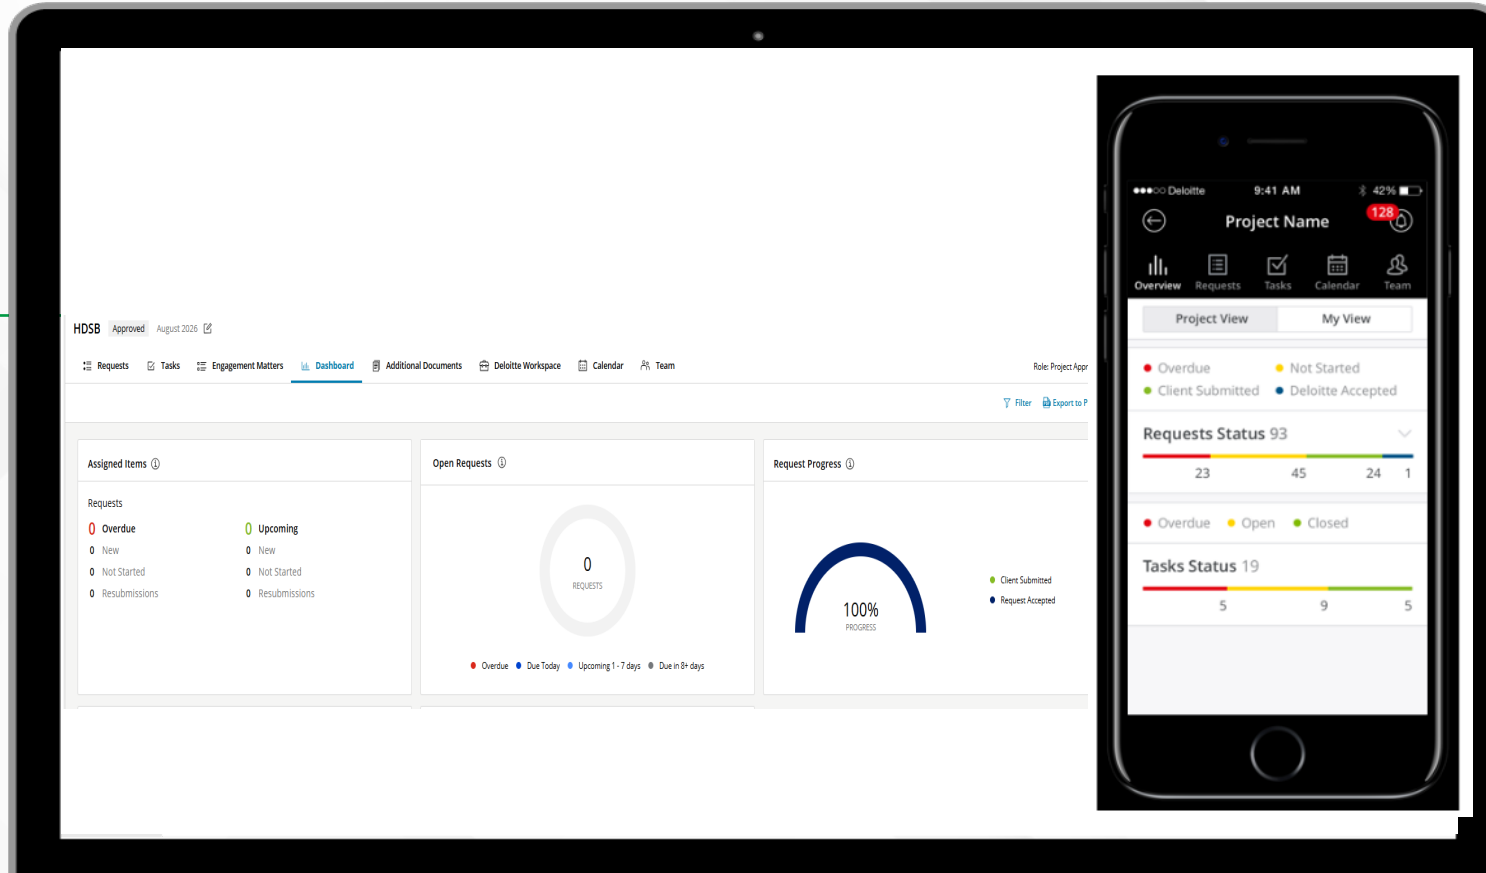 HDSB Approved August 2026
Requests Tasks Engagement Matters Dashboard Additional Documents Deloitte Workspace Calendar Team
Role: Project Appr
Filter Export to P
Assigned Items
Requests
0 Overdue 0 Upcoming
0 New 0 New
0 Not Started 0 Not Started
0 Resubmissions 0 Resubmissions
Open Requests
0
REQUESTS
Overdue Due Today Upcoming 1 - 7 days Due in 8+ days
Request Progress
100%
PROGRESS
Client Submitted
Request Accepted
Deloitte 9:41 AM 42%
Project Name 128
Overview Requests Tasks Calendar Team
Project View My View
Overdue Not Started
Client Submitted Deloitte Accepted
Requests Status 93
23 45 24 1
Overdue Open Closed
Tasks Status 19
5 9 5